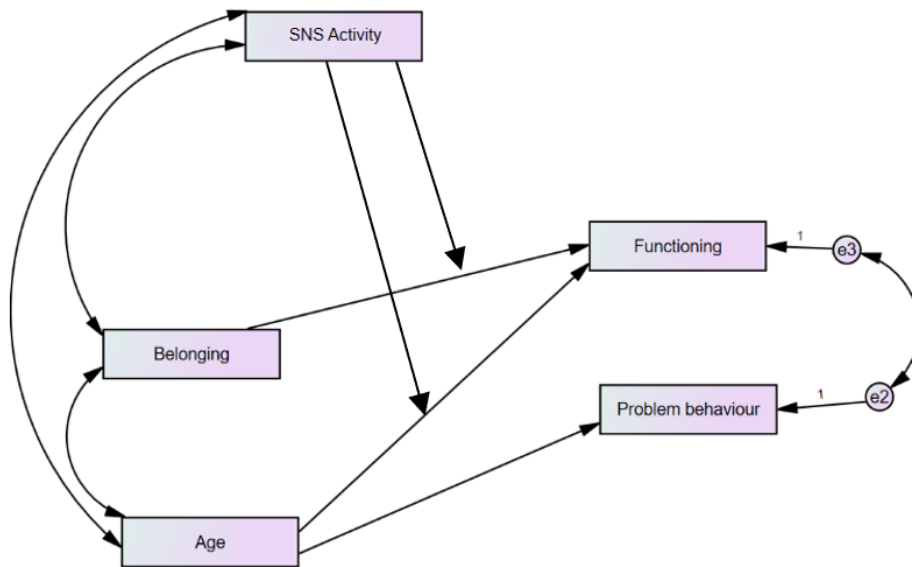 SNS Activity
Functioning
1
e3
Belonging
Problem behaviour
1
e2
Age